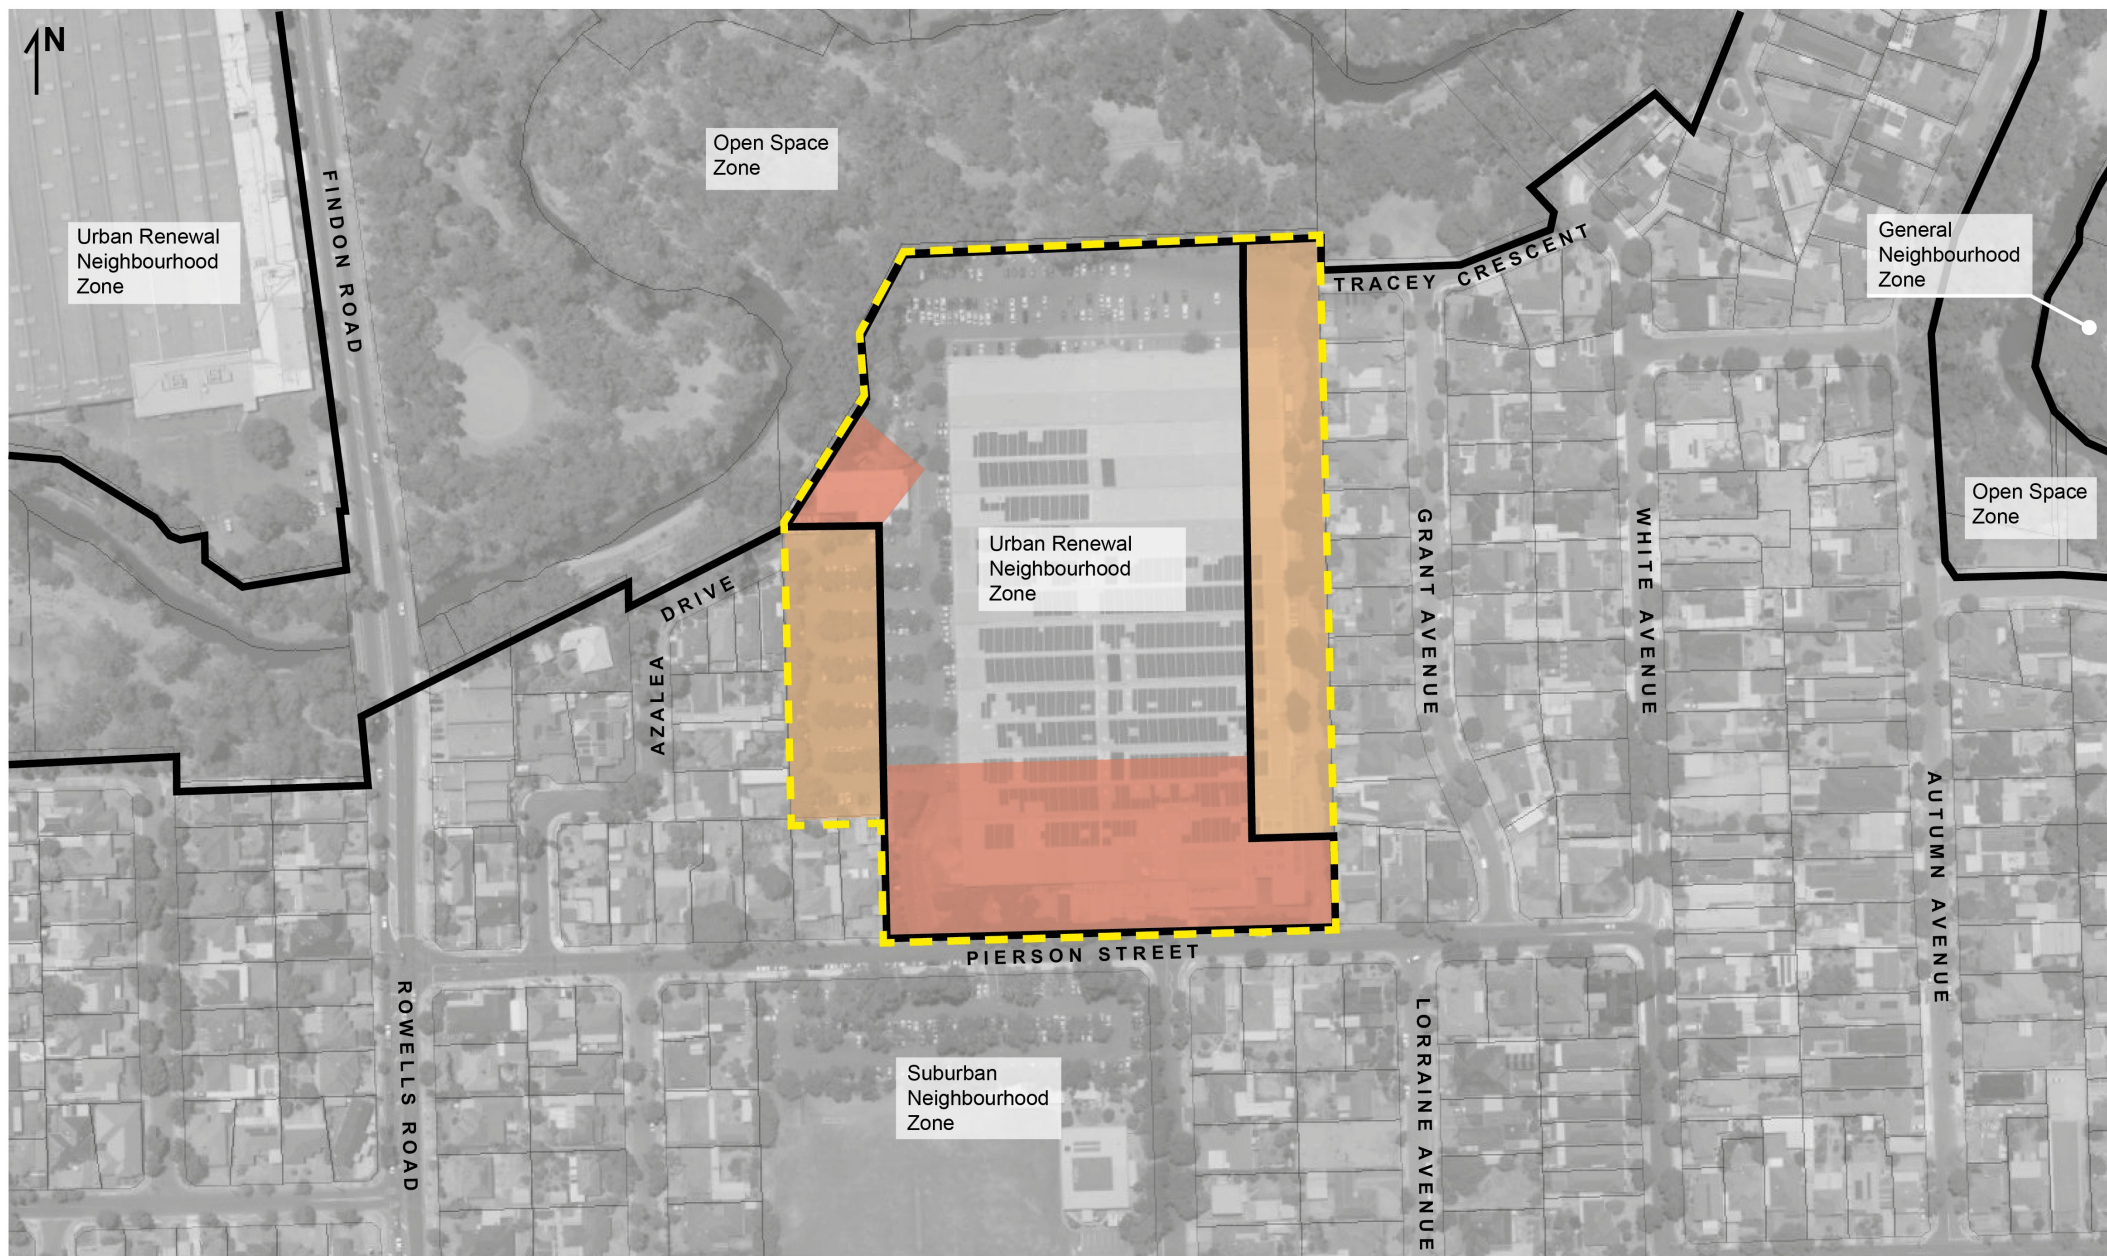 N
Open Space
Zone
Urban Renewal
Neighbourhood
Zone
FINDON ROAD
General
Neighbourhood
Zone
TRACEY CRESCENT
Open Space
Zone
Urban Renewal
Neighbourhood
Zone
GRANT AVENUE
WHITE AVENUE
AZALEA DRIVE
AUTUMN AVENUE
PIERSON STREET
ROWELLS ROAD
LORRAINE AVENUE
Suburban
Neighbourhood
Zone